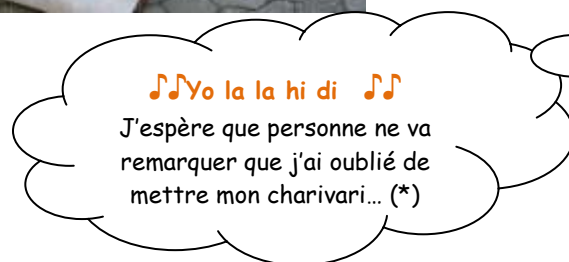 ♪♪Yo la la hi di ♪♪
J’espère que personne ne va
remarquer que j’ai oublié de
mettre mon charivari… (*)